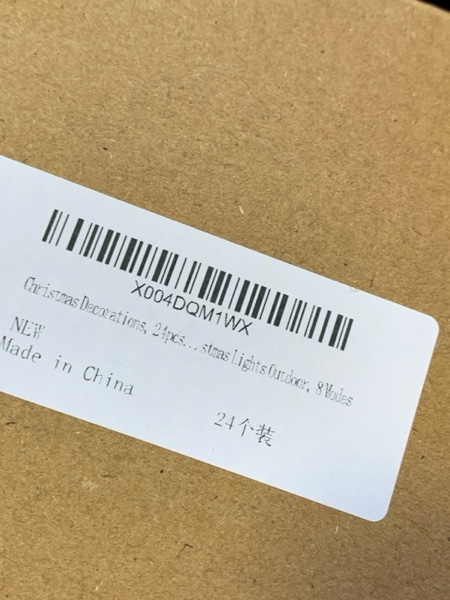 X004DQM1WX
Christmas Decorations, 24pcs... stmas Lights Outdoor, 8 Modes
NEW
Made in China
24个装